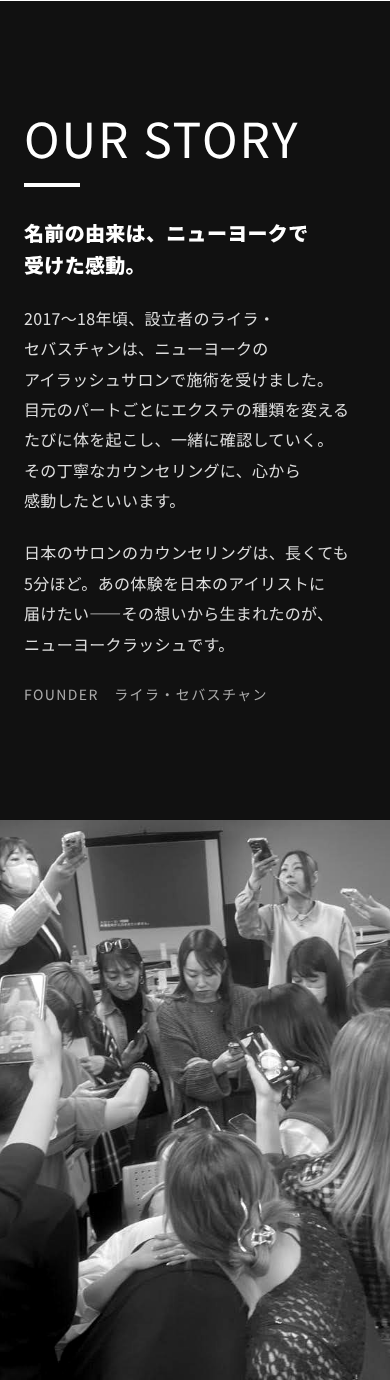 OUR STORY
名前の由来は、ニューヨークで
受けた感動。
2017〜18年頃、設立者のライラ・
セバスチャンは、ニューヨークの
アイラッシュサロンで施術を受けました。
目元のパートごとにエクステの種類を変える
たびに体を起こし、一緒に確認していく。
その丁寧なカウンセリングに、心から
感動したといいます。
日本のサロンのカウンセリングは、長くても
5分ほど。あの体験を日本のアイリストに
届けたい——その想いから生まれたのが、
ニューヨークラッシュです。
FOUNDER　ライラ・セバスチャン